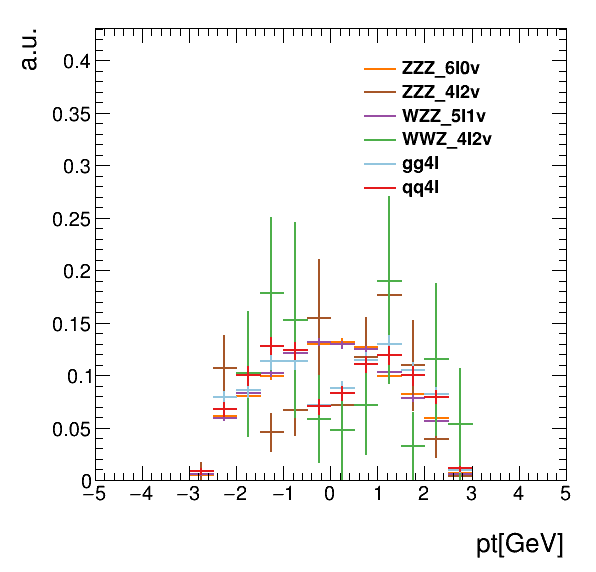 a.u.
0.4
0.35
0.3
0.25
0.2
0.15
0.1
0.05
0
ZZZ_6l0v
ZZZ_4l2v
WZZ_5l1v
WWZ_4l2v
gg4l
qq4l
−5 −4 −3 −2 −1 0 1 2 3 4 5
pt[GeV]